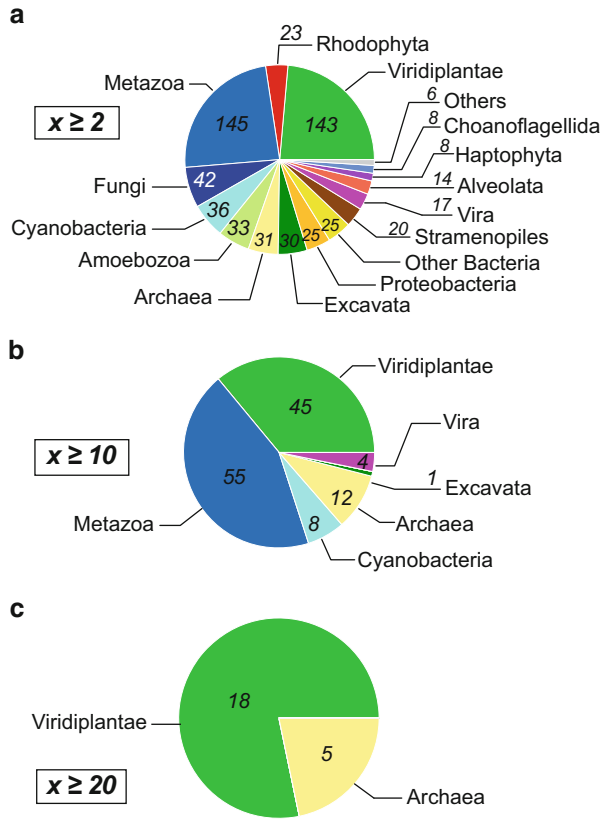 a
23
Rhodophyta
Metazoa
Viridiplantae
x ≥ 2
145
143
6
Others
8
Choanoflagellida
8
Haptophyta
Fungi
42
14
Alveolata
Cyanobacteria
36
17
Vira
33
20
Stramenopiles
Amoebozoa
31
30
25
25
Other Bacteria
Proteobacteria
Archaea
Excavata
b
Viridiplantae
45
Vira
x ≥ 10
55
4
1
Excavata
12
Metazoa
8
Archaea
Cyanobacteria
c
18
Viridiplantae
5
x ≥ 20
Archaea